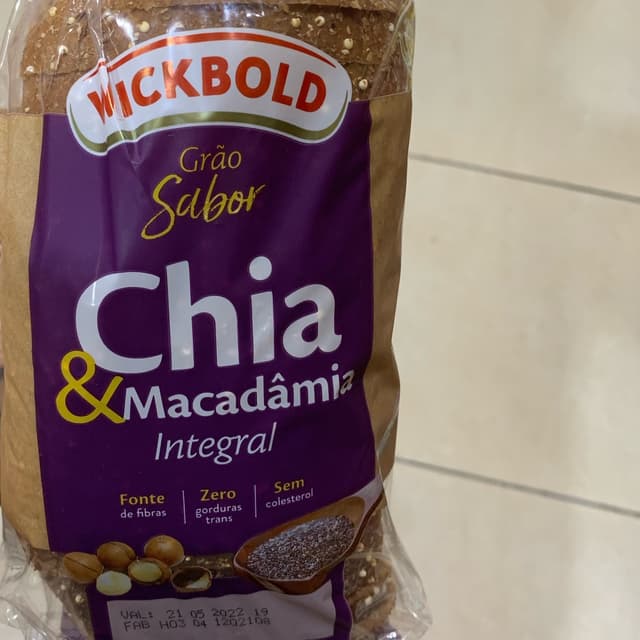 WICKBOLD
Grão
Sabor
Chia
& Macadâmia
Integral
Fonte
de fibras
Zero
gorduras
trans
Sem
colesterol
VAL: 21 05 2022 19
FAB H03 04 1202108